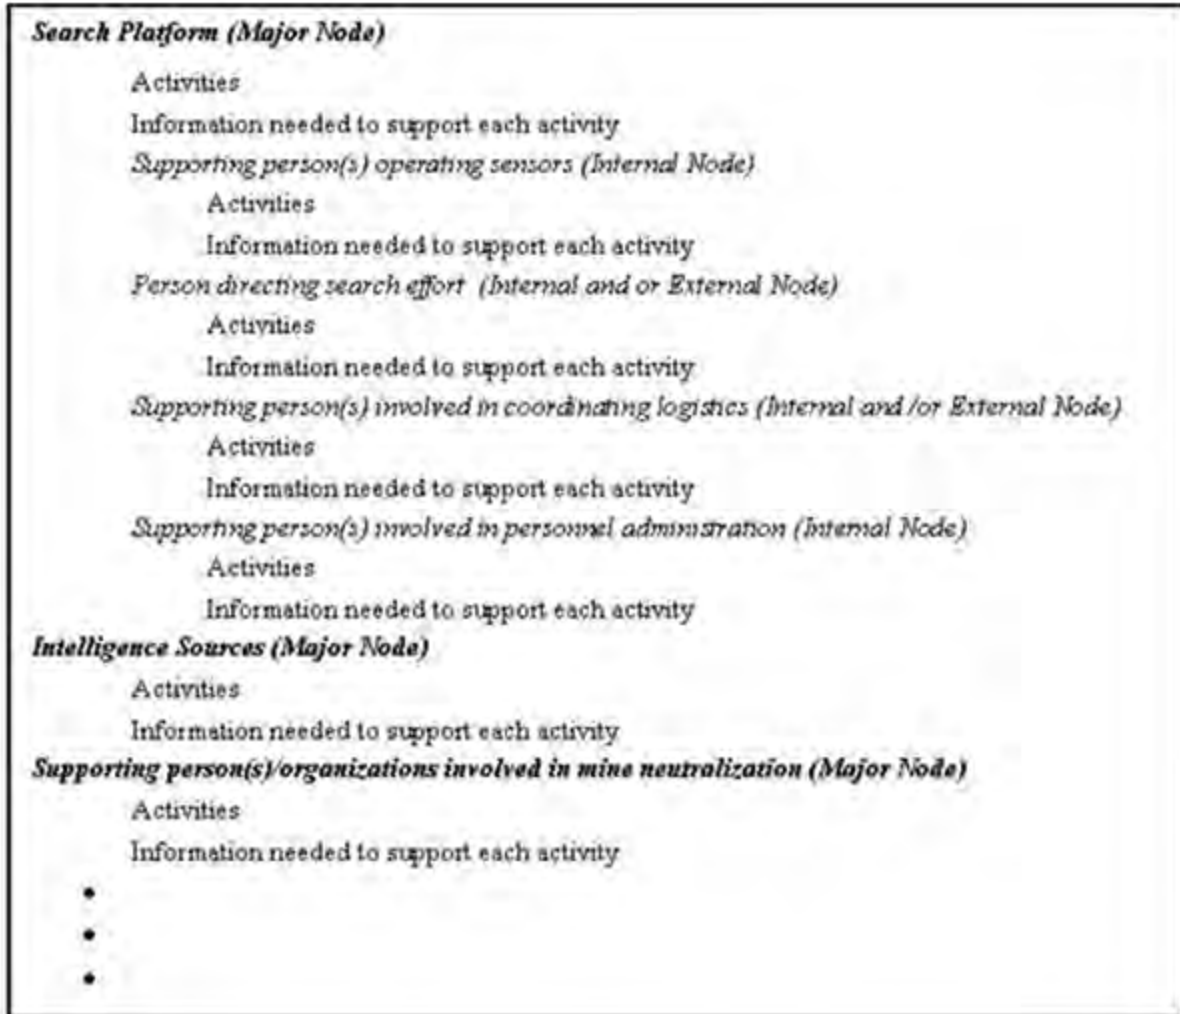 Search Platform (Major Node)
Activities
Information needed to support each activity
Supporting person(s) operating sensors (Internal Node)
Activities
Information needed to support each activity
Person directing search effort (Internal and or External Node)
Activities
Information needed to support each activity
Supporting person(s) involved in coordinating logistics (Internal and /or External Node)
Activities
Information needed to support each activity
Supporting person(s) involved in personnel administration (Internal Node)
Activities
Information needed to support each activity
Intelligence Sources (Major Node)
Activities
Information needed to support each activity
Supporting person(s)/organizations involved in mine neutralization (Major Node)
Activities
Information needed to support each activity
•
•
•